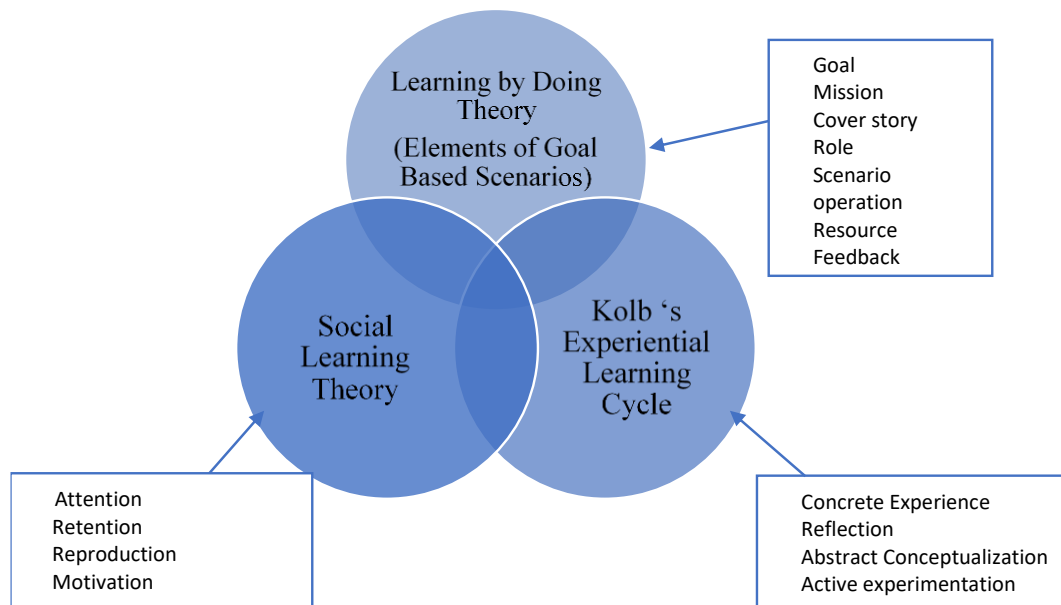 Learning by Doing
Theory
(Elements of Goal
Based Scenarios)
Goal
Mission
Cover story
Role
Scenario
operation
Resource
Feedback
Social
Learning
Theory
Kolb ‘s
Experiential
Learning
Cycle
Attention
Retention
Reproduction
Motivation
Concrete Experience
Reflection
Abstract Conceptualization
Active experimentation